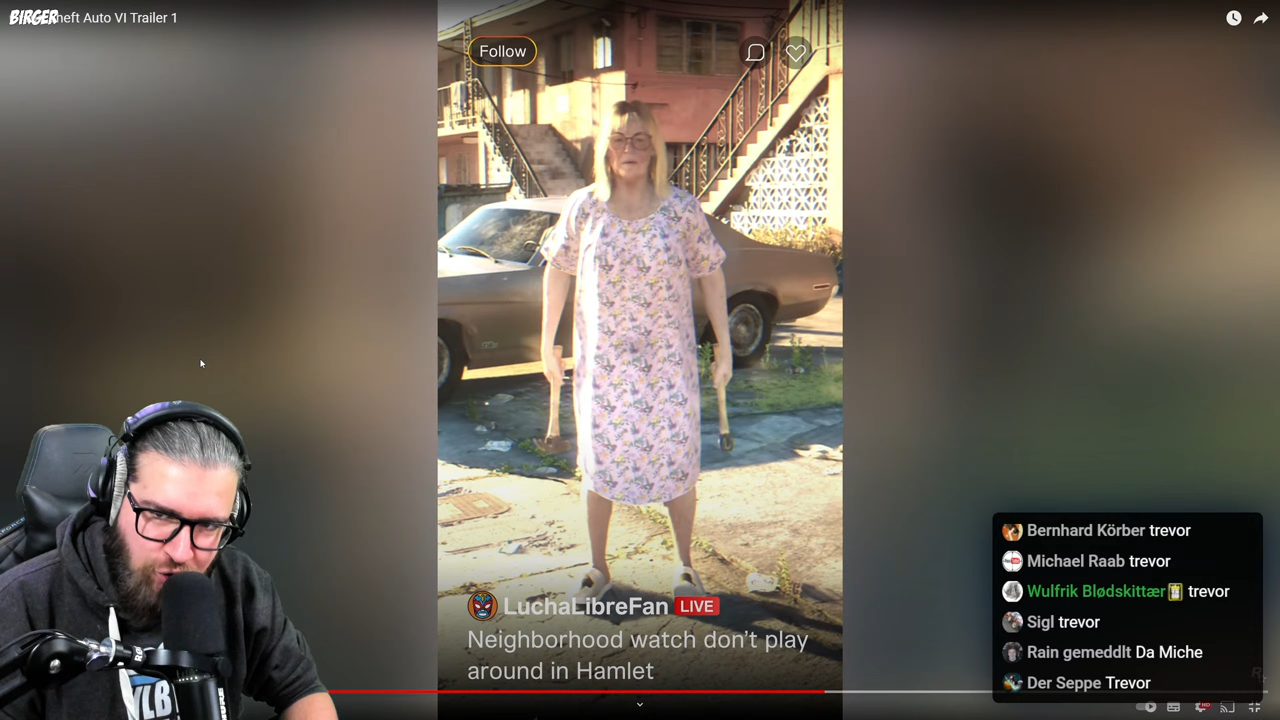 BIRGER
heft Auto VI Trailer 1
Follow
LuchaLibreFan LIVE
Neighborhood watch don't play
around in Hamlet
Bernhard Körber trevor
Michael Raab trevor
Wulfrik Blødskittær trevor
Sigl trevor
Rain gemeddlt Da Miche
Der Seppe Trevor
HD